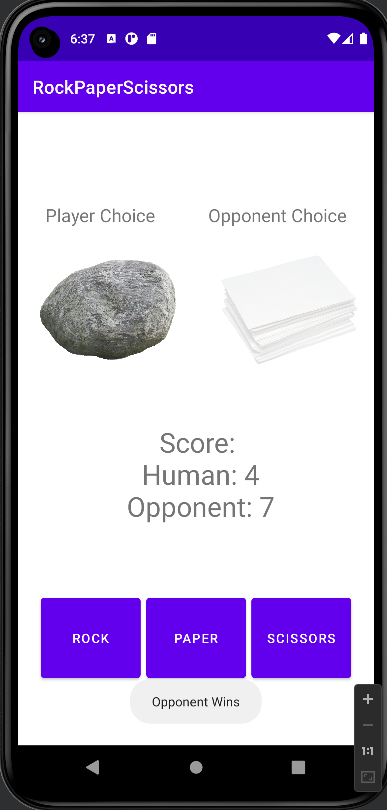 6:37
RockPaperScissors
Player Choice
Opponent Choice
Score:
Human: 4
Opponent: 7
ROCK
PAPER
SCISSORS
Opponent Wins
1:1